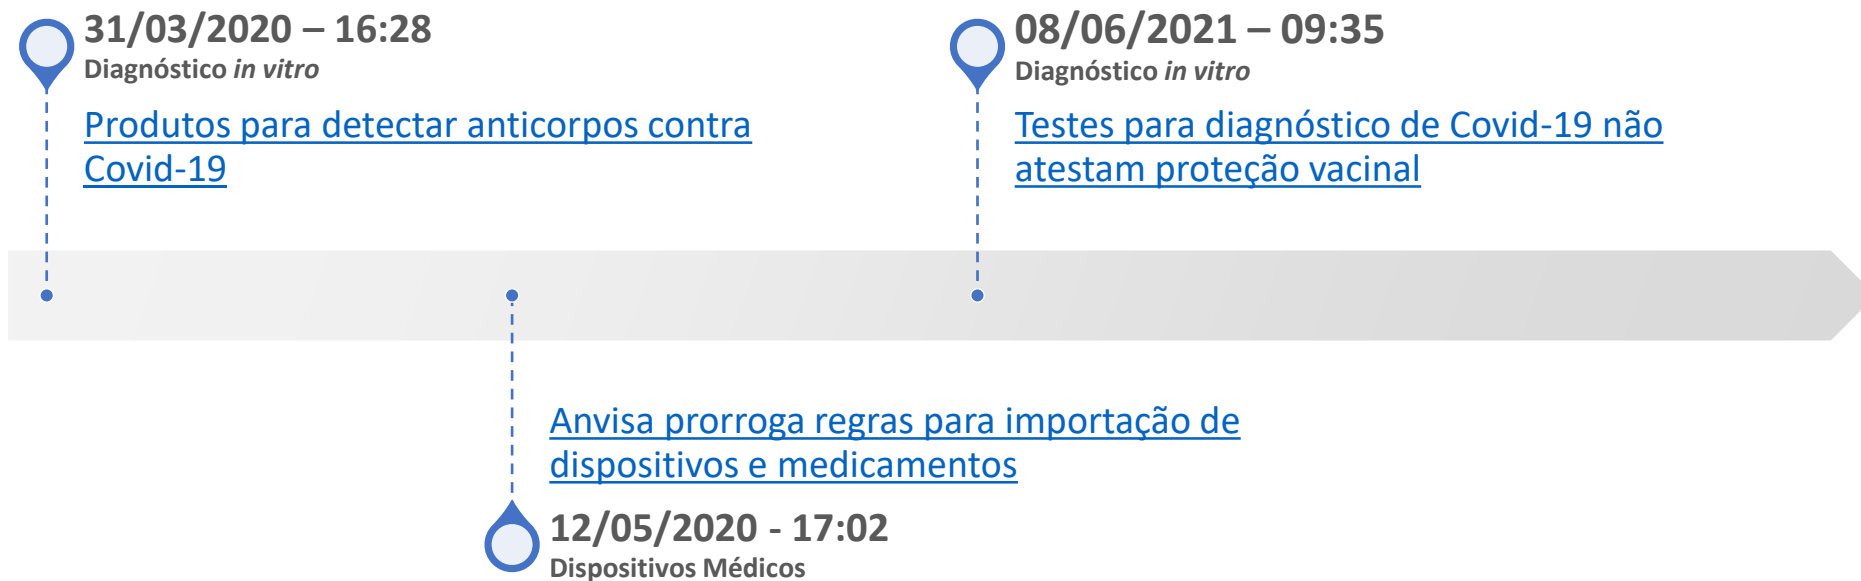 31/03/2020 – 16:28
Diagnóstico in vitro
Produtos para detectar anticorpos contra
Covid-19
08/06/2021 – 09:35
Diagnóstico in vitro
Testes para diagnóstico de Covid-19 não
atestam proteção vacinal
Anvisa prorroga regras para importação de
dispositivos e medicamentos
12/05/2020 - 17:02
Dispositivos Médicos